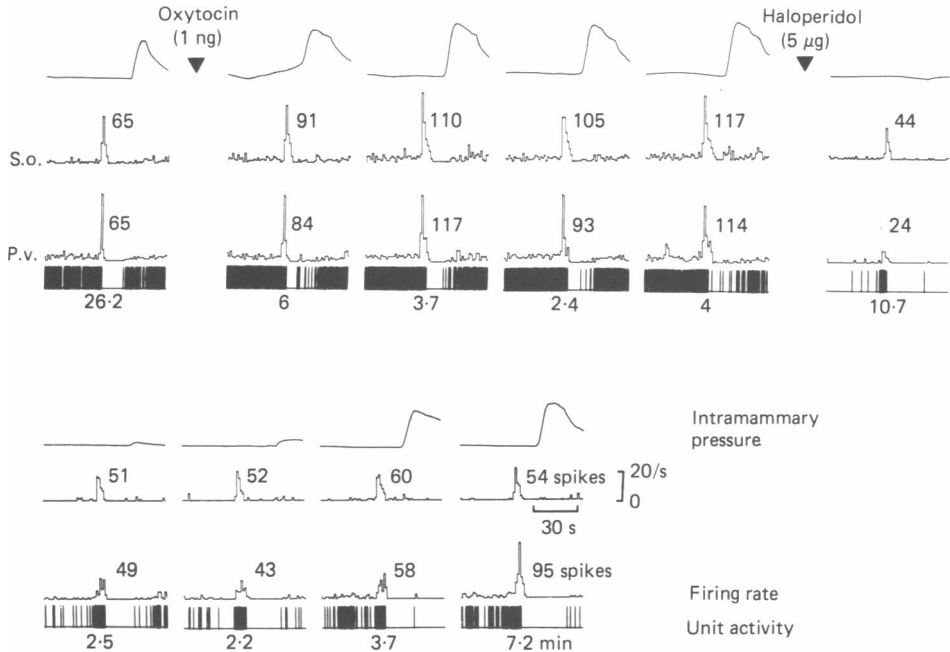 Oxytocin
(1 ng)
Haloperidol
(5 μg)
S.o.
65
91
110
105
117
44
P.v.
65
84
117
93
114
24
26·2
6
3·7
2·4
4
10·7
Intramammary
pressure
51
52
60
54 spikes
20/s
0
30 s
49
43
58
95 spikes
Firing rate
Unit activity
2·5
2·2
3·7
7·2 min